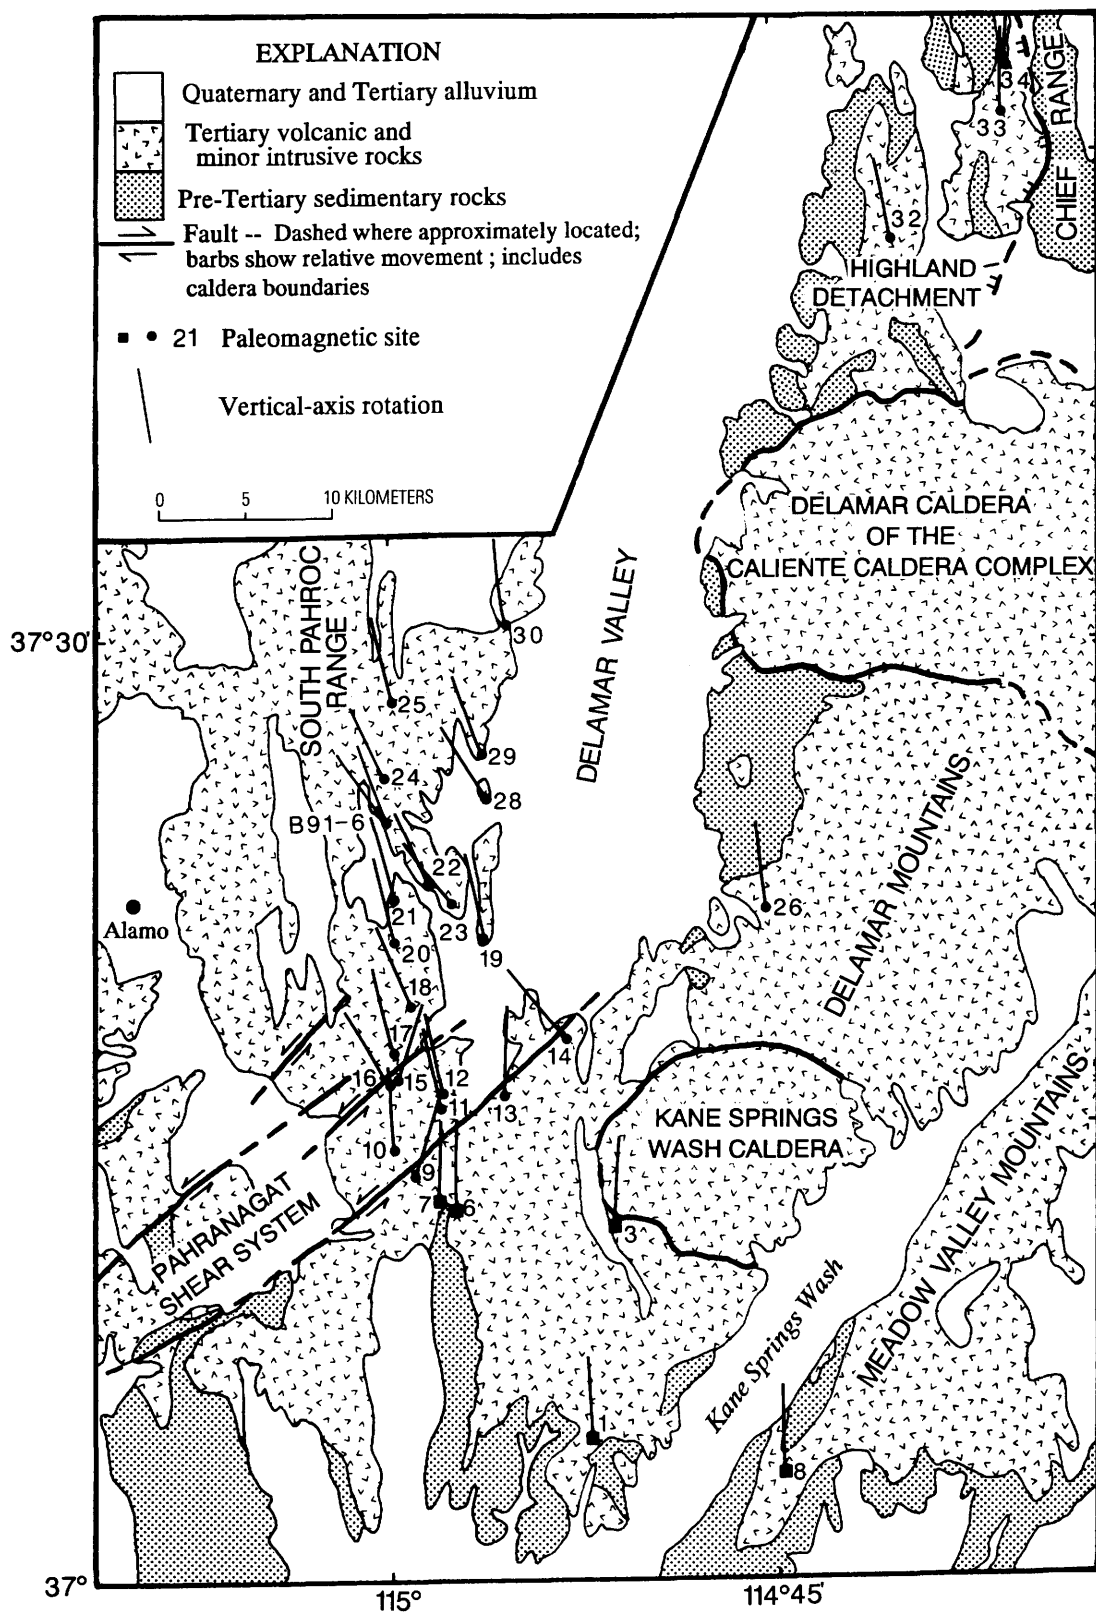 EXPLANATION
Quaternary and Tertiary alluvium
Tertiary volcanic and
minor intrusive rocks
Pre-Tertiary sedimentary rocks
Fault -- Dashed where approximately located;
barbs show relative movement ; includes
caldera boundaries
21 Paleomagnetic site
Vertical-axis rotation
0 5 10 KILOMETERS
34
33
CHIEF RANGE
32
HIGHLAND
DETACHMENT
DELAMAR CALDERA
OF THE
CALIENTE CALDERA COMPLEX
37°30'
SOUTH PAHROC
RANGE
DELAMAR VALLEY
30
25
29
24
28
B91-6
22
21
23
26
Alamo
20
19
DELAMAR MOUNTAINS
18
17
14
16
15
12
11
13
KANE SPRINGS
WASH CALDERA
10
9
7
6
3
PAHRANAGAT
SHEAR SYSTEM
MEADOW VALLEY MOUNTAINS
Kane Springs Wash
1
8
37°
115°
114°45'